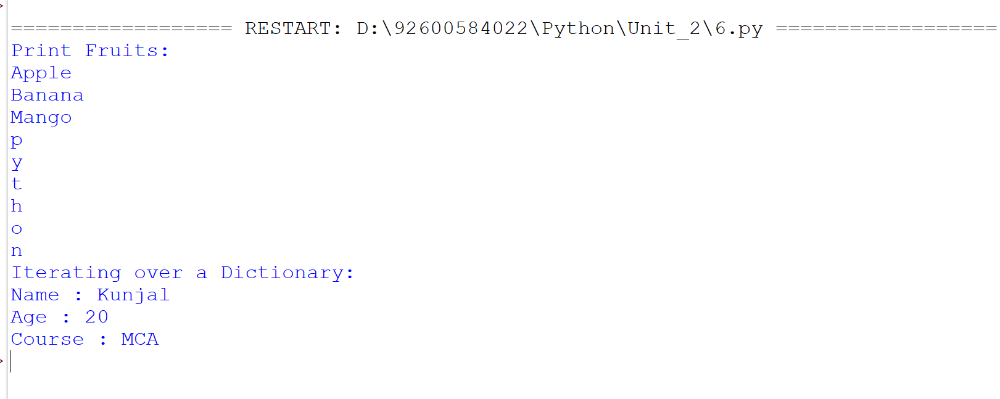 ================== RESTART: D:\92600584022\Python\Unit_2\6.py ==================
Print Fruits:
Apple
Banana
Mango
p
y
t
h
o
n
Iterating over a Dictionary:
Name : Kunjal
Age : 20
Course : MCA